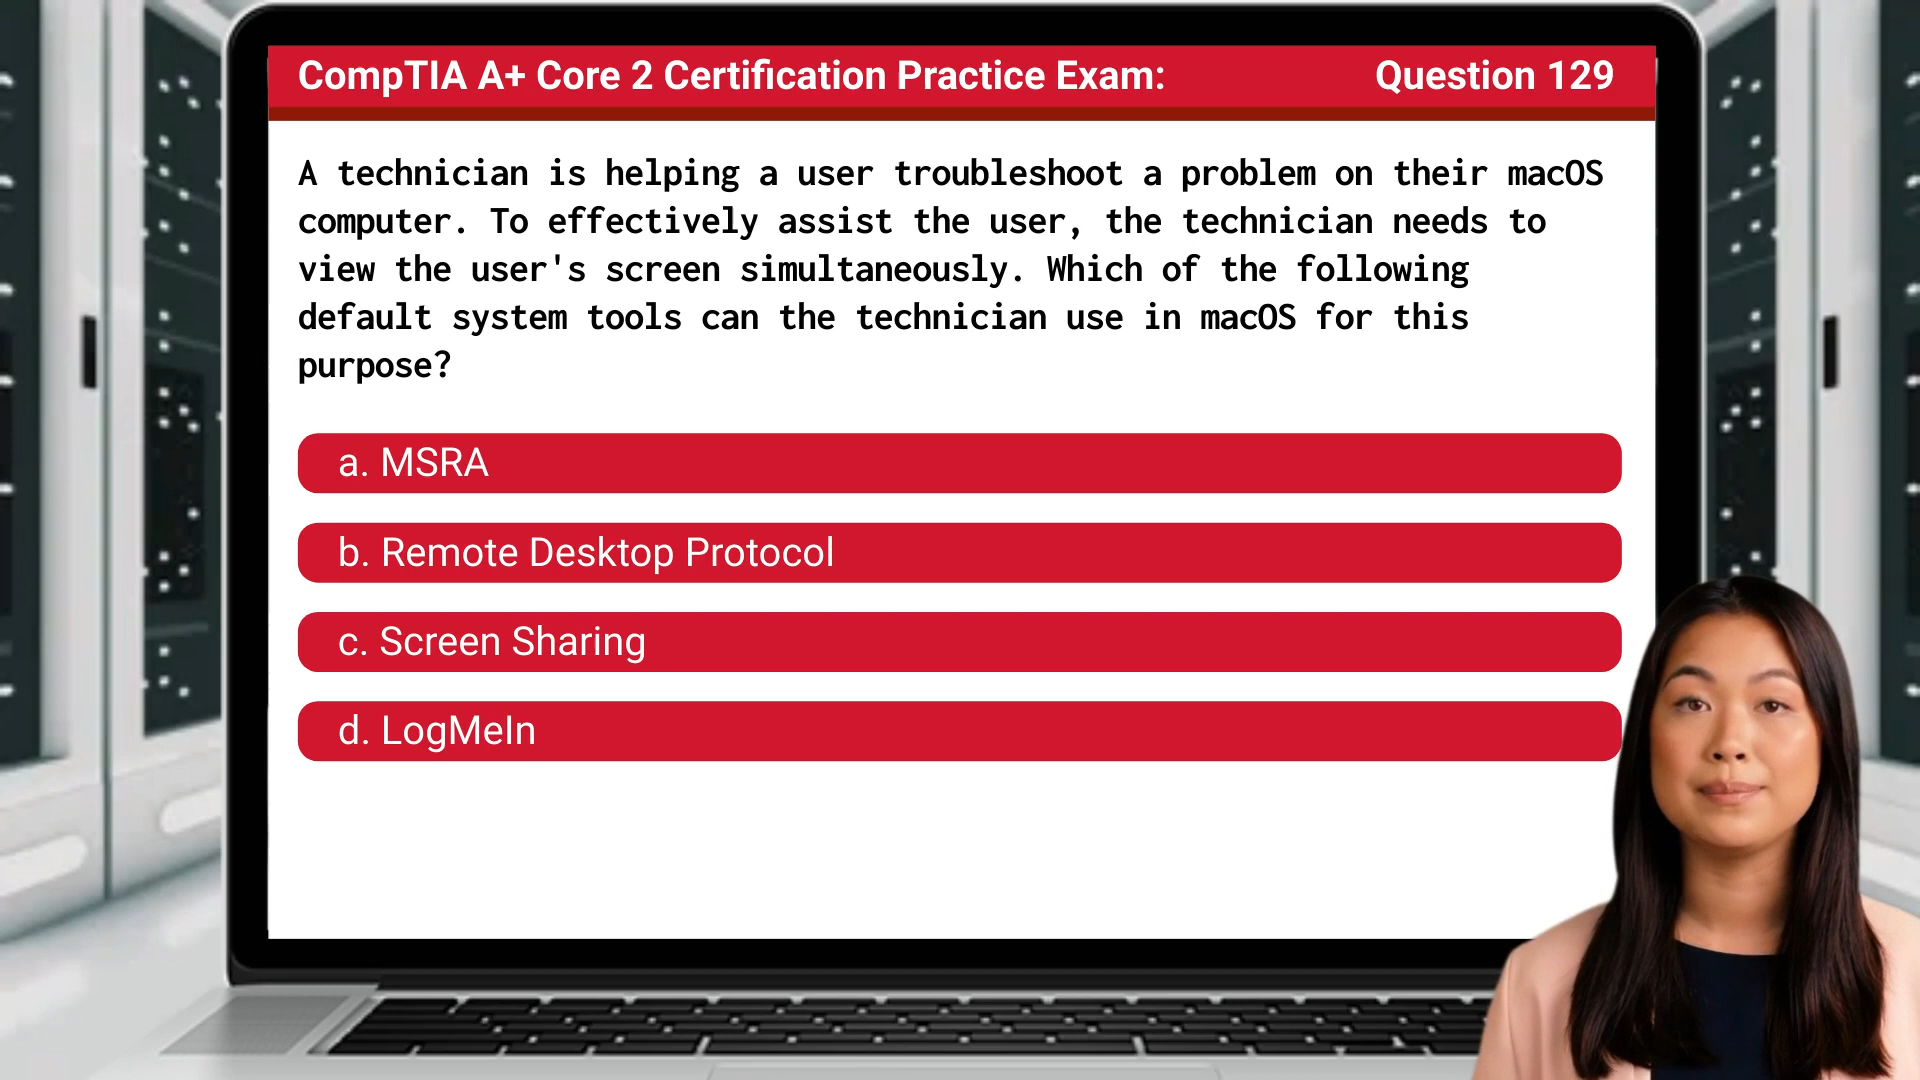 CompTIA A+ Core 2 Certification Practice Exam:
Question 129
A technician is helping a user troubleshoot a problem on their macOS
computer. To effectively assist the user, the technician needs to
view the user's screen simultaneously. Which of the following
default system tools can the technician use in macOS for this
purpose?
a. MSRA
b. Remote Desktop Protocol
c. Screen Sharing
d. LogMeIn